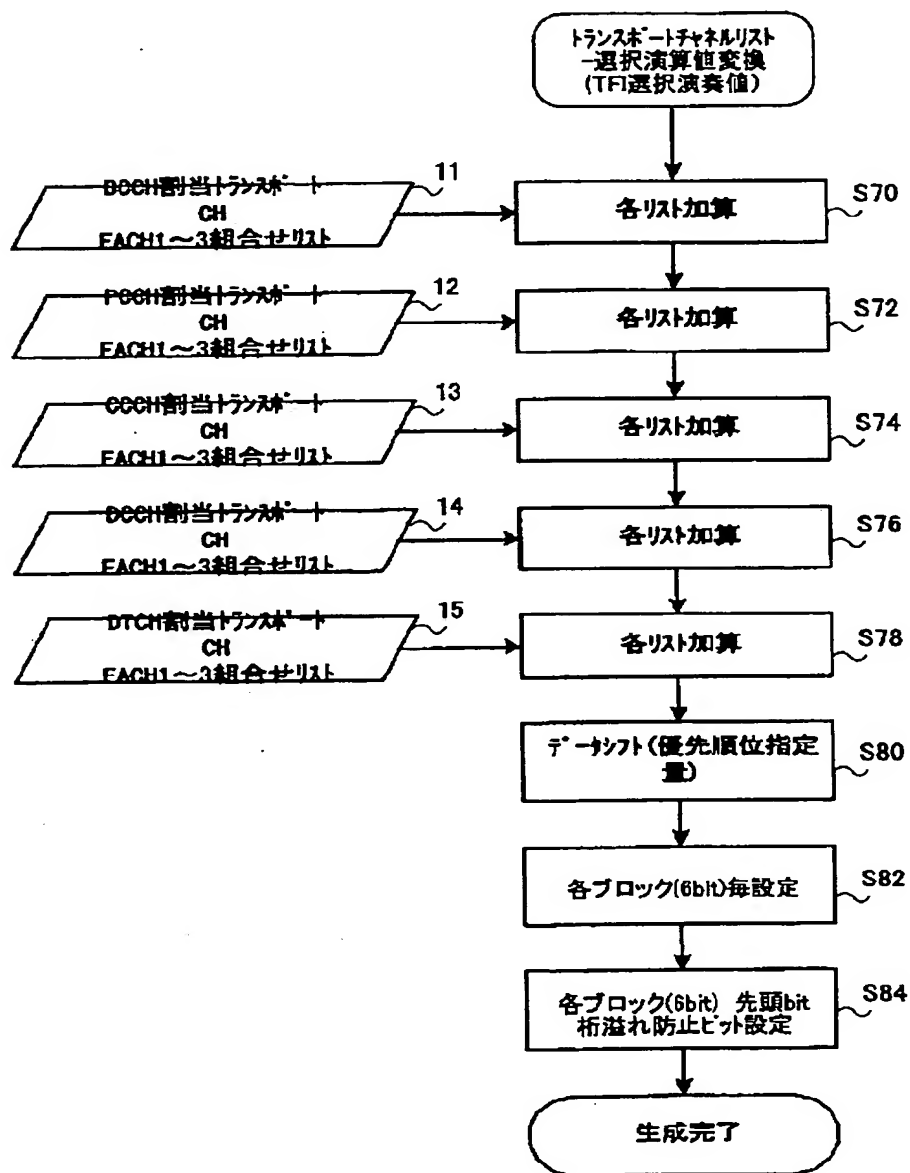 トランスポートチャネルリスト
-選択演算値変換
(TFI選択演奏値)
BCCH割当トランスポート
CH
FACH1~3組合せリスト
11
各リスト加算
S70
PCCH割当トランスポート
CH
FACH1~3組合せリスト
12
各リスト加算
S72
CCCH割当トランスポート
CH
FACH1~3組合せリスト
13
各リスト加算
S74
DCCH割当トランスポート
CH
FACH1~3組合せリスト
14
各リスト加算
S76
DTCH割当トランスポート
CH
FACH1~3組合せリスト
15
各リスト加算
S78
データシフト(優先順位指定
量)
S80
各ブロック(6bit)毎設定
S82
各ブロック(6bit) 先頭bit
桁溢れ防止ビット設定
S84
生成完了